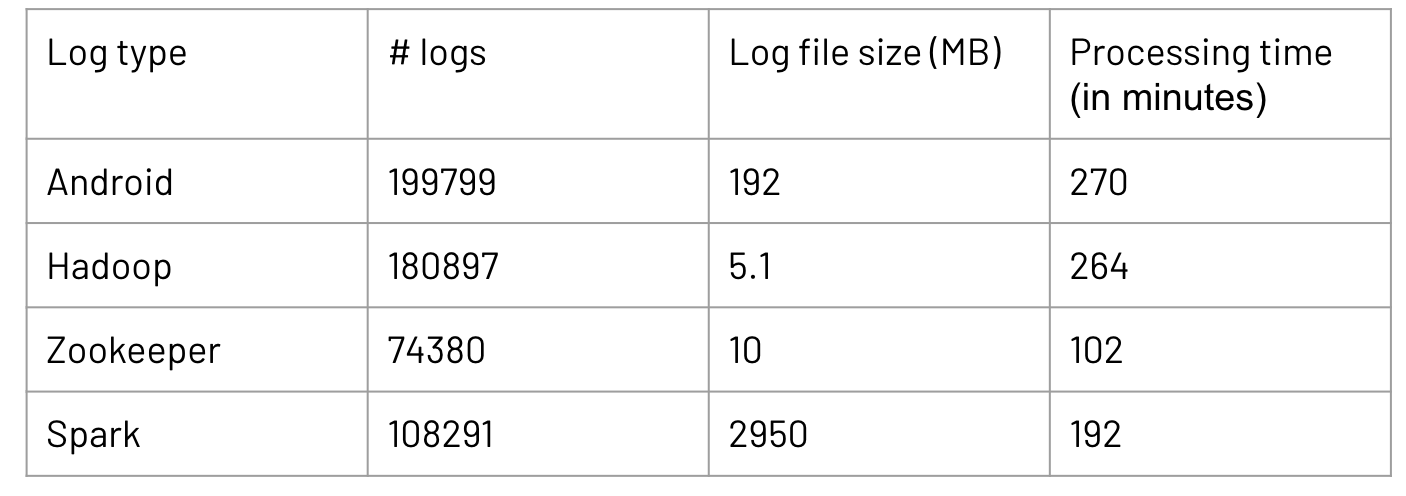 Log type # logs Log file size (MB) Processing time
(in minutes)
Android 199799 192 270
Hadoop 180897 5.1 264
Zookeeper 74380 10 102
Spark 108291 2950 192